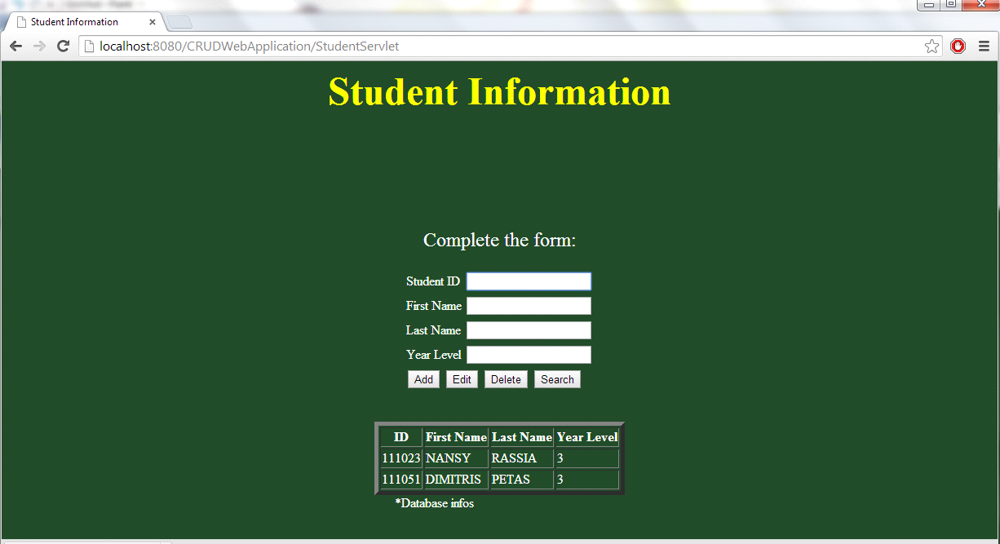 Student Information
localhost:8080/CRUDWebApplication/StudentServlet
Student Information
Complete the form:
Student ID
First Name
Last Name
Year Level
Add Edit Delete Search
ID First Name Last Name Year Level
111023 NANSY RASSIA 3
111051 DIMITRIS PETAS 3
*Database infos